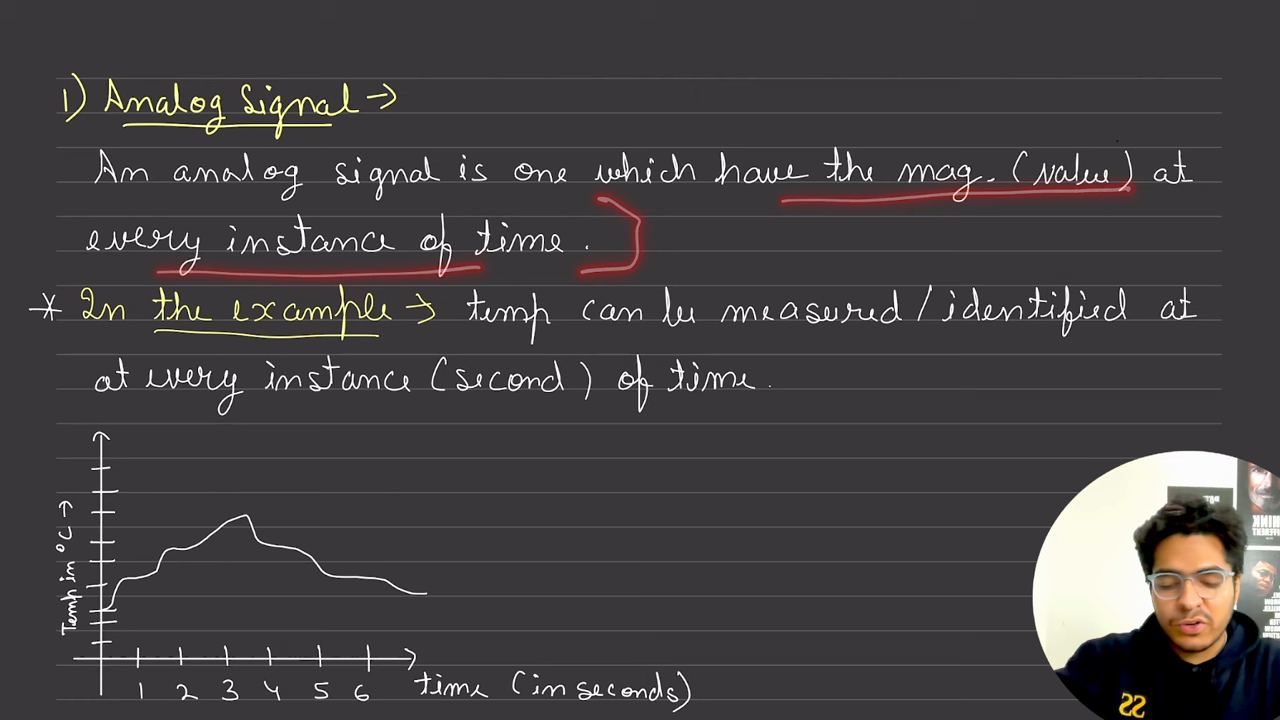 1) Analog Signal →
An analog signal is one which have the mag. (value) at
every instance of time.
* In the example → temp can be measured/identified at
at every instance (second) of time.
Temp in °C →
1 2 3 4 5 6 time (in seconds)